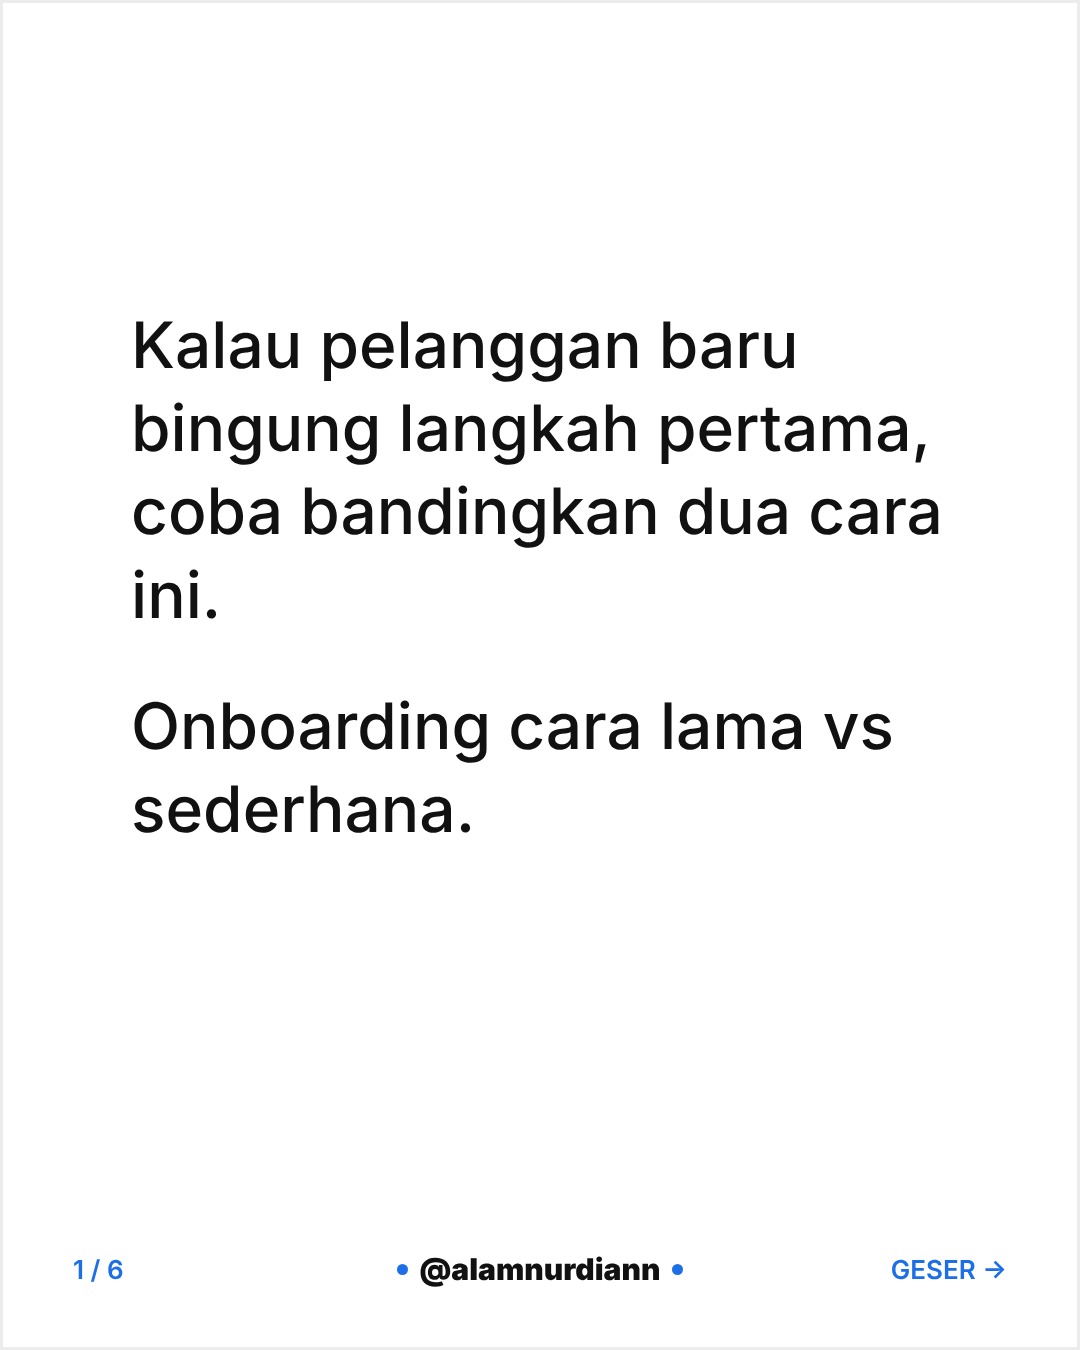 Kalau pelanggan baru
bingung langkah pertama,
coba bandingkan dua cara
ini.
Onboarding cara lama vs
sederhana.
1 / 6
• @alamnurdiann •
GESER →